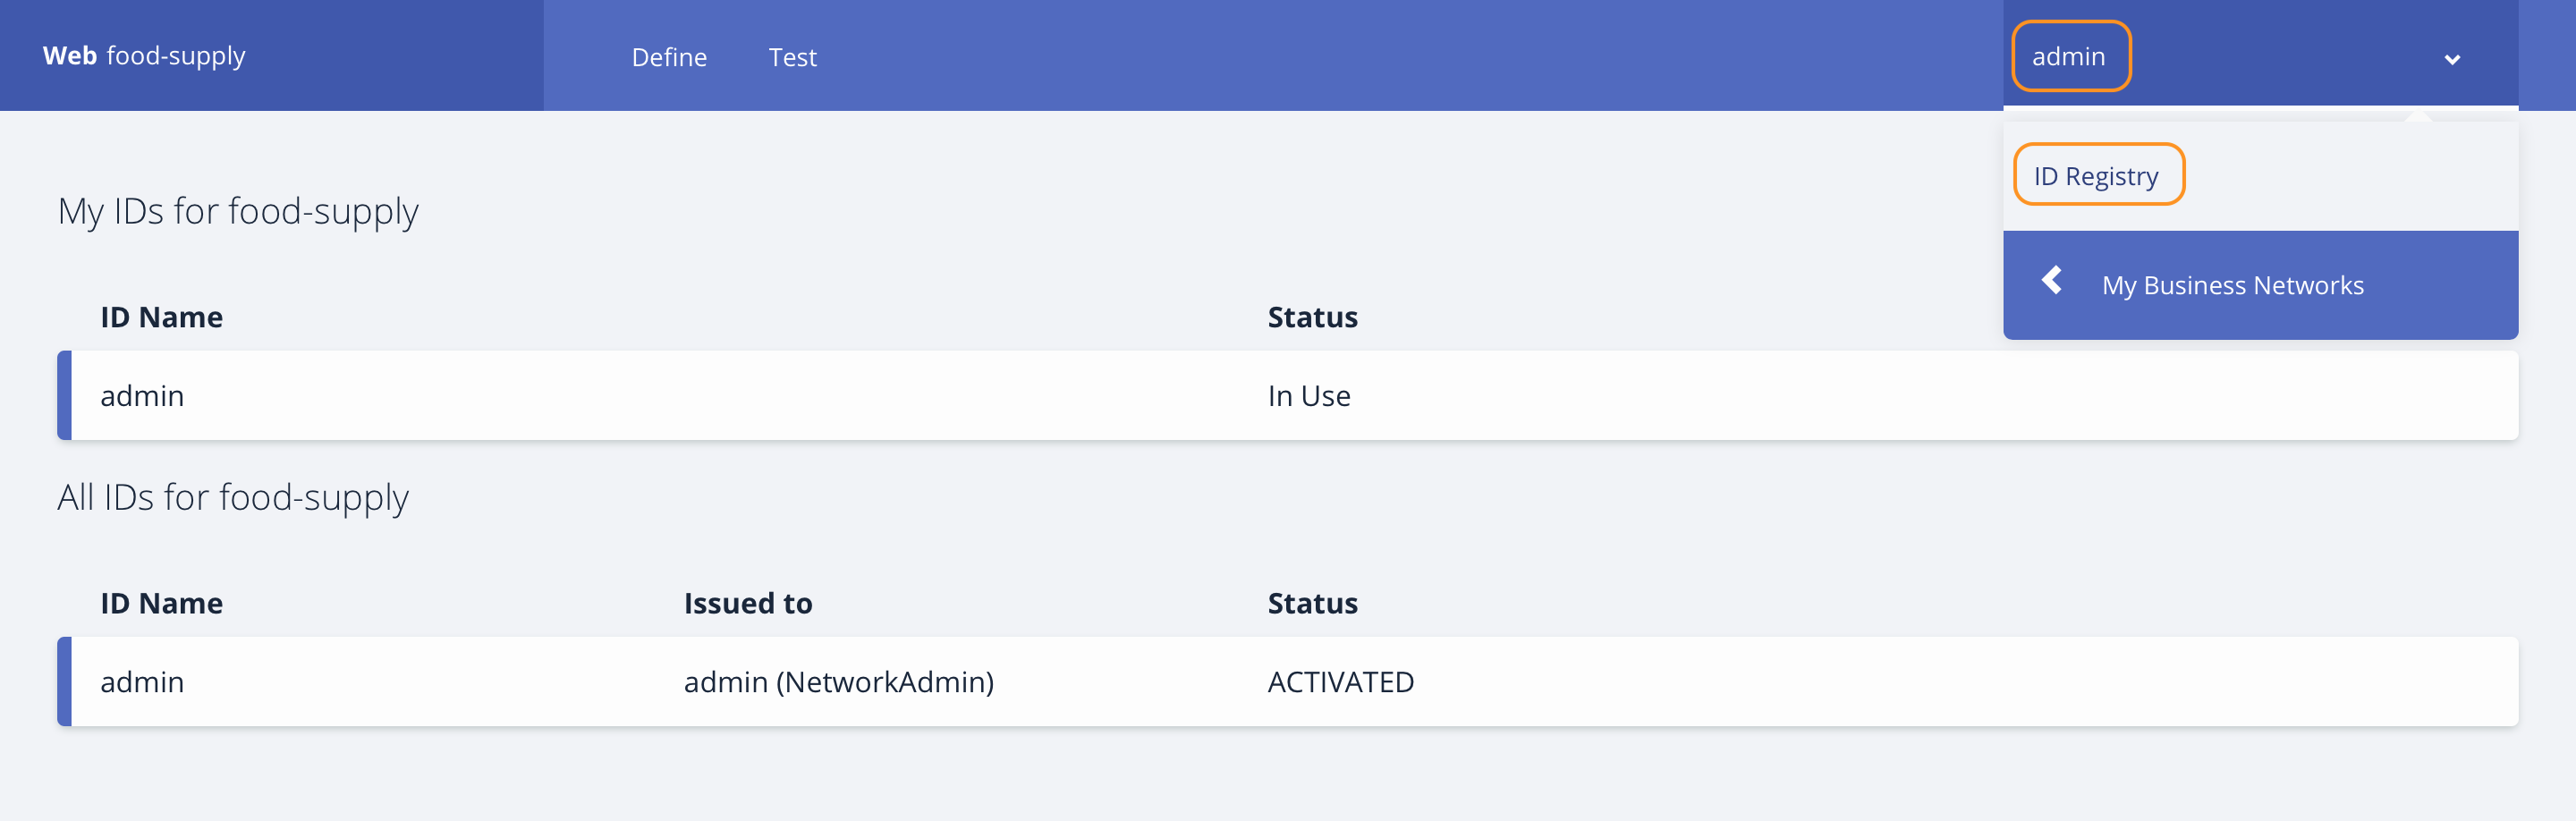 Web food-supply
Define Test
admin
ID Registry
My Business Networks
My IDs for food-supply
ID Name Status
admin In Use
All IDs for food-supply
ID Name Issued to Status
admin admin (NetworkAdmin) ACTIVATED